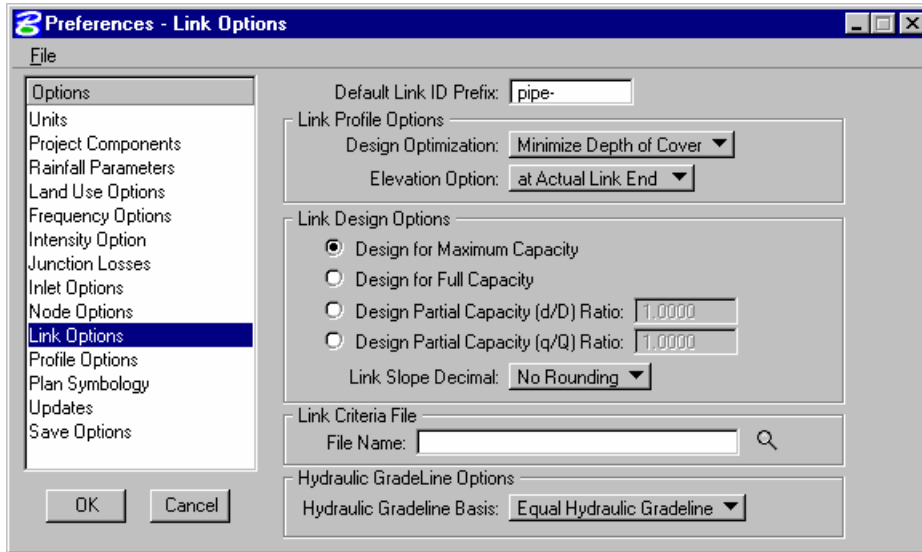 Preferences - Link Options
File
Options
Units
Project Components
Rainfall Parameters
Land Use Options
Frequency Options
Intensity Option
Junction Losses
Inlet Options
Node Options
Link Options
Profile Options
Plan Symbology
Updates
Save Options
OK Cancel
Default Link ID Prefix: pipe-
Link Profile Options
Design Optimization: Minimize Depth of Cover
Elevation Option: at Actual Link End
Link Design Options
Design for Maximum Capacity
Design for Full Capacity
Design Partial Capacity (d/D) Ratio: 1.0000
Design Partial Capacity (q/Q) Ratio: 1.0000
Link Slope Decimal: No Rounding
Link Criteria File
File Name:
Hydraulic GradeLine Options
Hydraulic Gradeline Basis: Equal Hydraulic Gradeline